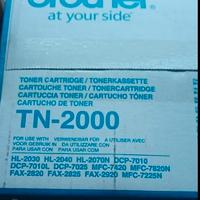 brother
at your side
TONER CARTRIDGE / TONERKASSETTE
CARTOUCHE TONER / TONERCARTRIDGE
CARTUCCIA TONER / CARTUCHO TÓNER
CARTUCHO DE TONER
TN-2000
FOR USE WITH VERWENDBAR FÜR A UTILISER AVEC
VOOR GEBRUIK IN DA UTILIZZARE CON
PARA USAR CON PARA USAR COM
HL-2030 HL-2040 HL-2070N DCP-7010
DCP-7010L DCP-7025 MFC-7420 MFC-7820N
FAX-2820 FAX-2825 FAX-2920 MFC-7225N